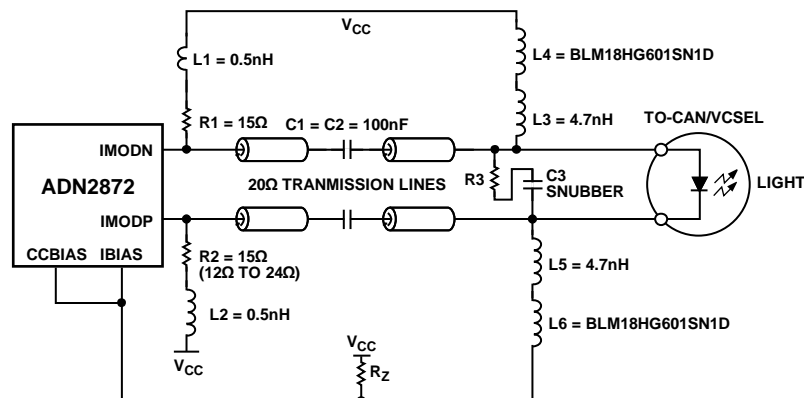 VCC
L1 = 0.5nH
L4 = BLM18HG601SN1D
R1 = 15Ω
C1 = C2 = 100nF
L3 = 4.7nH
TO-CAN/VCSEL
IMODN
ADN2872
R3
C3
SNUBBER
20Ω TRANMISSION LINES
LIGHT
IMODP
CCBIAS
IBIAS
R2 = 15Ω
(12Ω TO 24Ω)
L5 = 4.7nH
L2 = 0.5nH
L6 = BLM18HG601SN1D
VCC
VCC
RZ